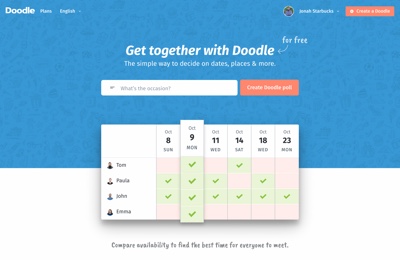 Doodle Plans English Jonah Starbucks Create a Doodle
for free
Get together with Doodle
The simple way to decide on dates, places & more.
What's the occasion? Create Doodle poll
Oct Oct Oct Oct Oct Oct
8 9 11 14 18 23
SUN MON WED SAT WED MON
Tom
Paula
John
Emma
Compare availability to find the best time for everyone to meet.